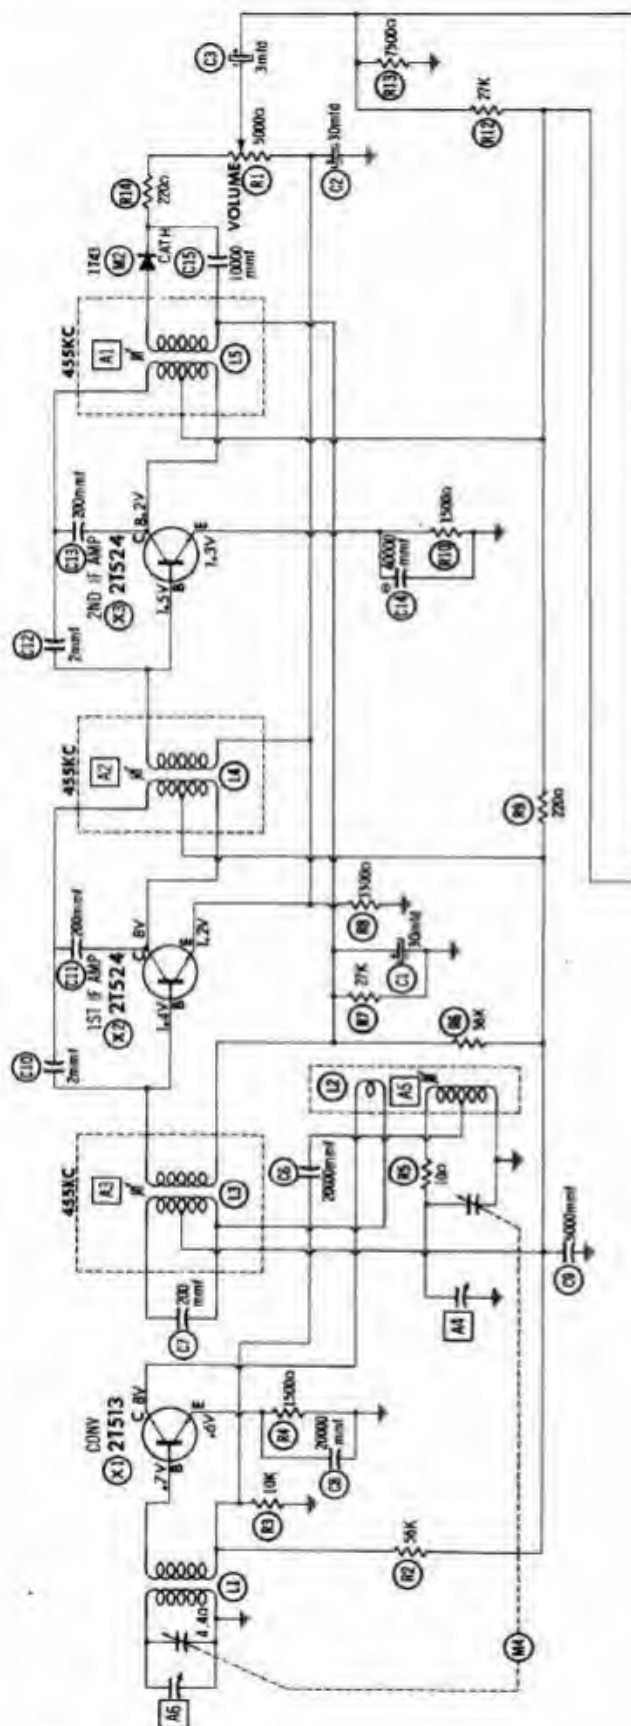 A6
4.4Ω
L1
CONV
X1 2T513
C 8V
.7V
B
E
.6V
R3
10K
R4
1500Ω
C8
20000
mmf
R2
56K
M4
C7
200
mmf
455KC
A3
L3
C6
20000mmf
L2
A5
R5
10Ω
A4
C9
5000mmf
C10
2mmf
C11
200mmf
1ST IF AMP
X2 2T524
C 8V
1.4V
B
E
1.2V
R8
R7
27K
C1
30mfd
R6
56K
455KC
A2
L4
R9
220Ω
C12
2mmf
C13
200mmf
2ND IF AMP
X3 2T524
C 8.2V
1.5V
B
E
1.3V
C14
40000
mmf
R10
1500Ω
455KC
A1
L5
1T43
M2
CATH
C15
10000
mmf
R14
220Ω
VOLUME
R1
5000Ω
C2
30mfd
C3
3mfd
R13
7500Ω
R12
27K